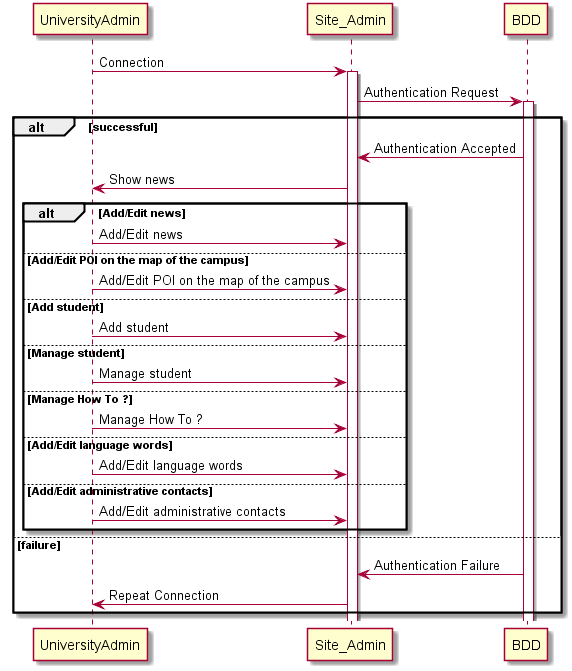 UniversityAdmin Site_Admin BDD
Connection
Authentication Request
alt [successful]
Authentication Accepted
Show news
alt [Add/Edit news]
Add/Edit news
[Add/Edit POI on the map of the campus]
Add/Edit POI on the map of the campus
[Add student]
Add student
[Manage student]
Manage student
[Manage How To ?]
Manage How To ?
[Add/Edit language words]
Add/Edit language words
[Add/Edit administrative contacts]
Add/Edit administrative contacts
[failure]
Authentication Failure
Repeat Connection
UniversityAdmin Site_Admin BDD